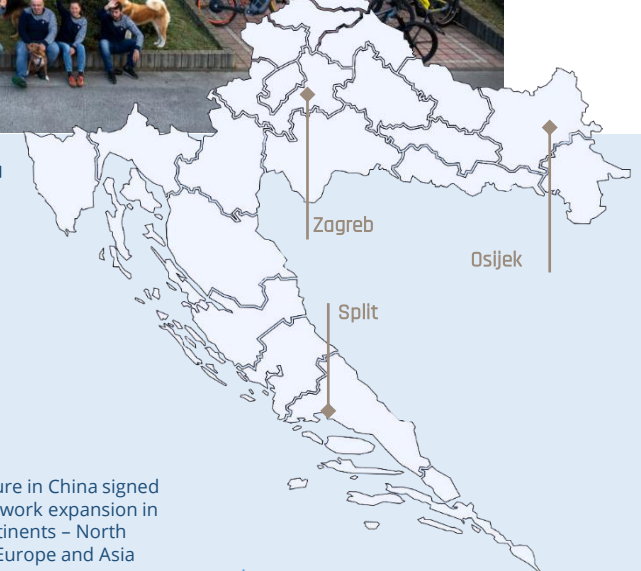 Zagreb
Osijek
Split
ure in China signed
work expansion in
tinents – North
Europe and Asia